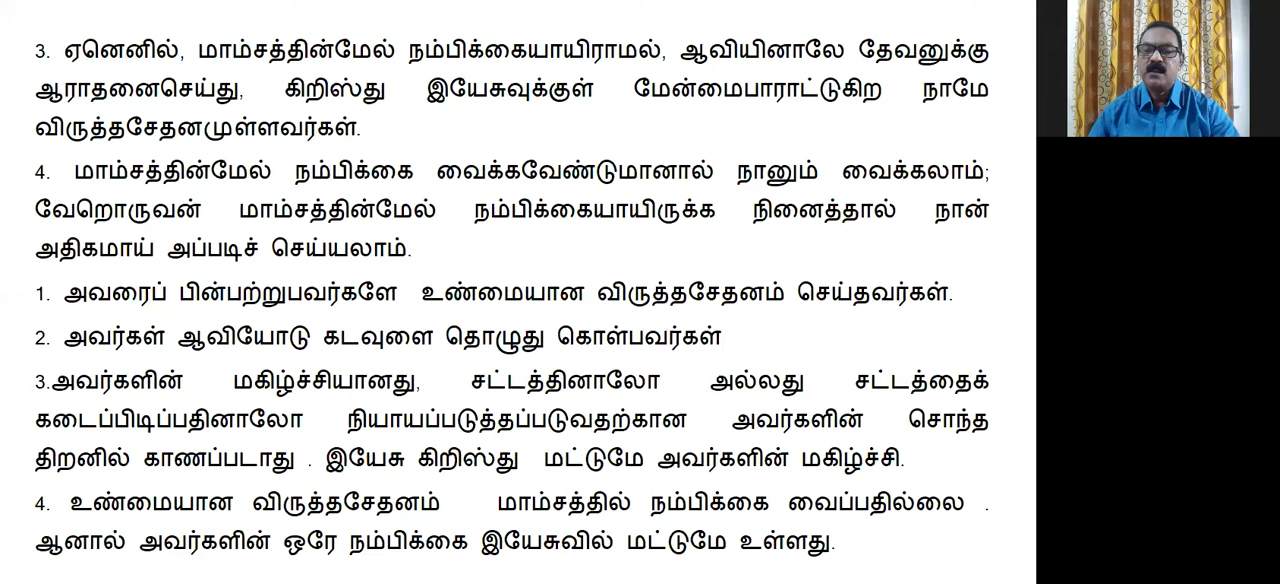 3. ஏனெனில், மாம்சத்தின்மேல் நம்பிக்கையாயிராமல், ஆவியினாலே தேவனுக்கு
ஆராதனைசெய்து, கிறிஸ்து இயேசுவுக்குள் மேன்மைபாராட்டுகிற நாமே
விருத்தசேதனமுள்ளவர்கள்.
4. மாம்சத்தின்மேல் நம்பிக்கை வைக்கவேண்டுமானால் நானும் வைக்கலாம்;
வேறொருவன் மாம்சத்தின்மேல் நம்பிக்கையாயிருக்க நினைத்தால் நான்
அதிகமாய் அப்படிச் செய்யலாம்.
1. அவரைப் பின்பற்றுபவர்களே உண்மையான விருத்தசேதனம் செய்தவர்கள்.
2. அவர்கள் ஆவியோடு கடவுளை தொழுது கொள்பவர்கள்
3.அவர்களின் மகிழ்ச்சியானது, சட்டத்தினாலோ அல்லது சட்டத்தைக்
கடைப்பிடிப்பதினாலோ நியாயப்படுத்தப்படுவதற்கான அவர்களின் சொந்த
திறனில் காணப்படாது . இயேசு கிறிஸ்து மட்டுமே அவர்களின் மகிழ்ச்சி.
4. உண்மையான விருத்தசேதனம் மாம்சத்தில் நம்பிக்கை வைப்பதில்லை .
ஆனால் அவர்களின் ஒரே நம்பிக்கை இயேசுவில் மட்டுமே உள்ளது.